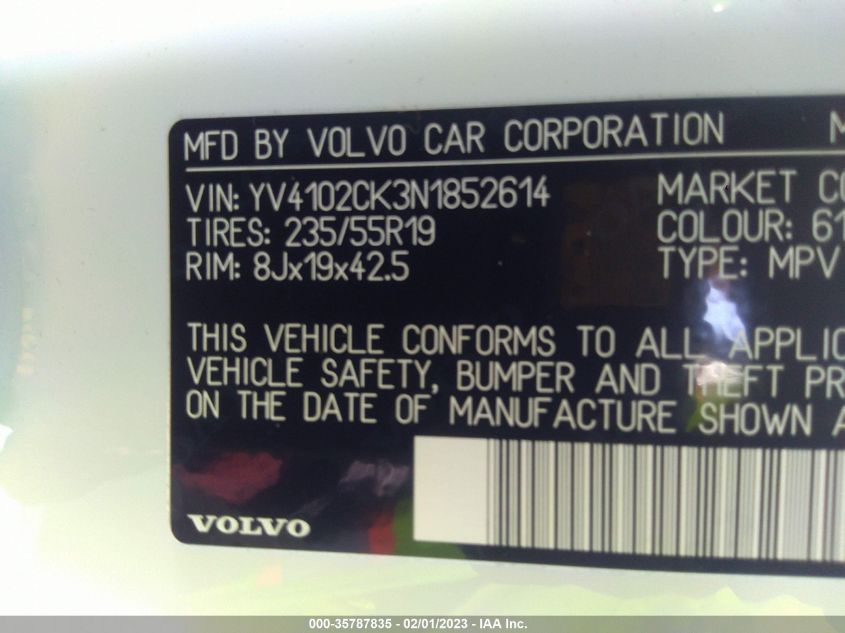 MFD BY VOLVO CAR CORPORATION
VIN: YV4102CK3N1852614 MARKET
TIRES: 235/55R19 COLOUR: 61
RIM: 8Jx19x42.5 TYPE: MPV
THIS VEHICLE CONFORMS TO ALL
VEHICLE SAFETY, BUMPER AND THEFT
ON THE DATE OF MANUFACTURE SHOWN
VOLVO
000-35787835 - 02/01/2023 - IAA Inc.